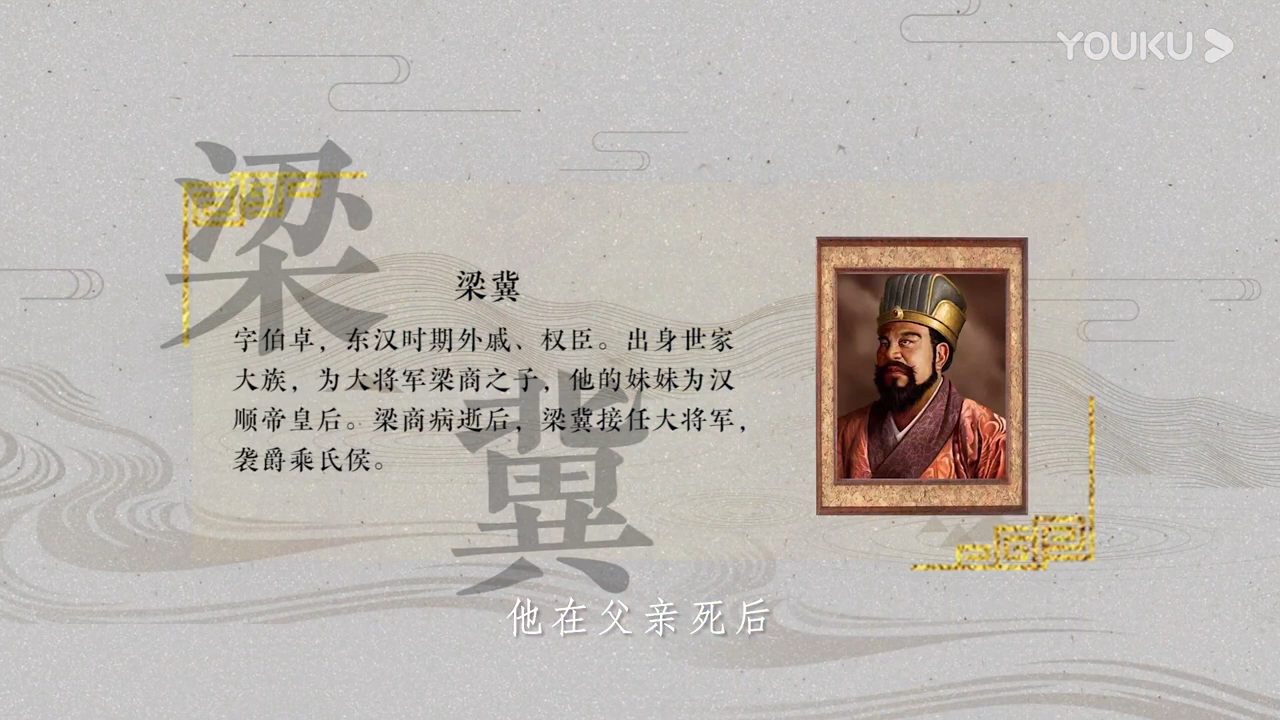 YOUKU
梁
冀
梁冀
字伯卓，东汉时期外戚、权臣。出身世家
大族，为大将军梁商之子，他的妹妹为汉
顺帝皇后。梁商病逝后，梁冀接任大将军，
袭爵乘氏侯。
他在父亲死后